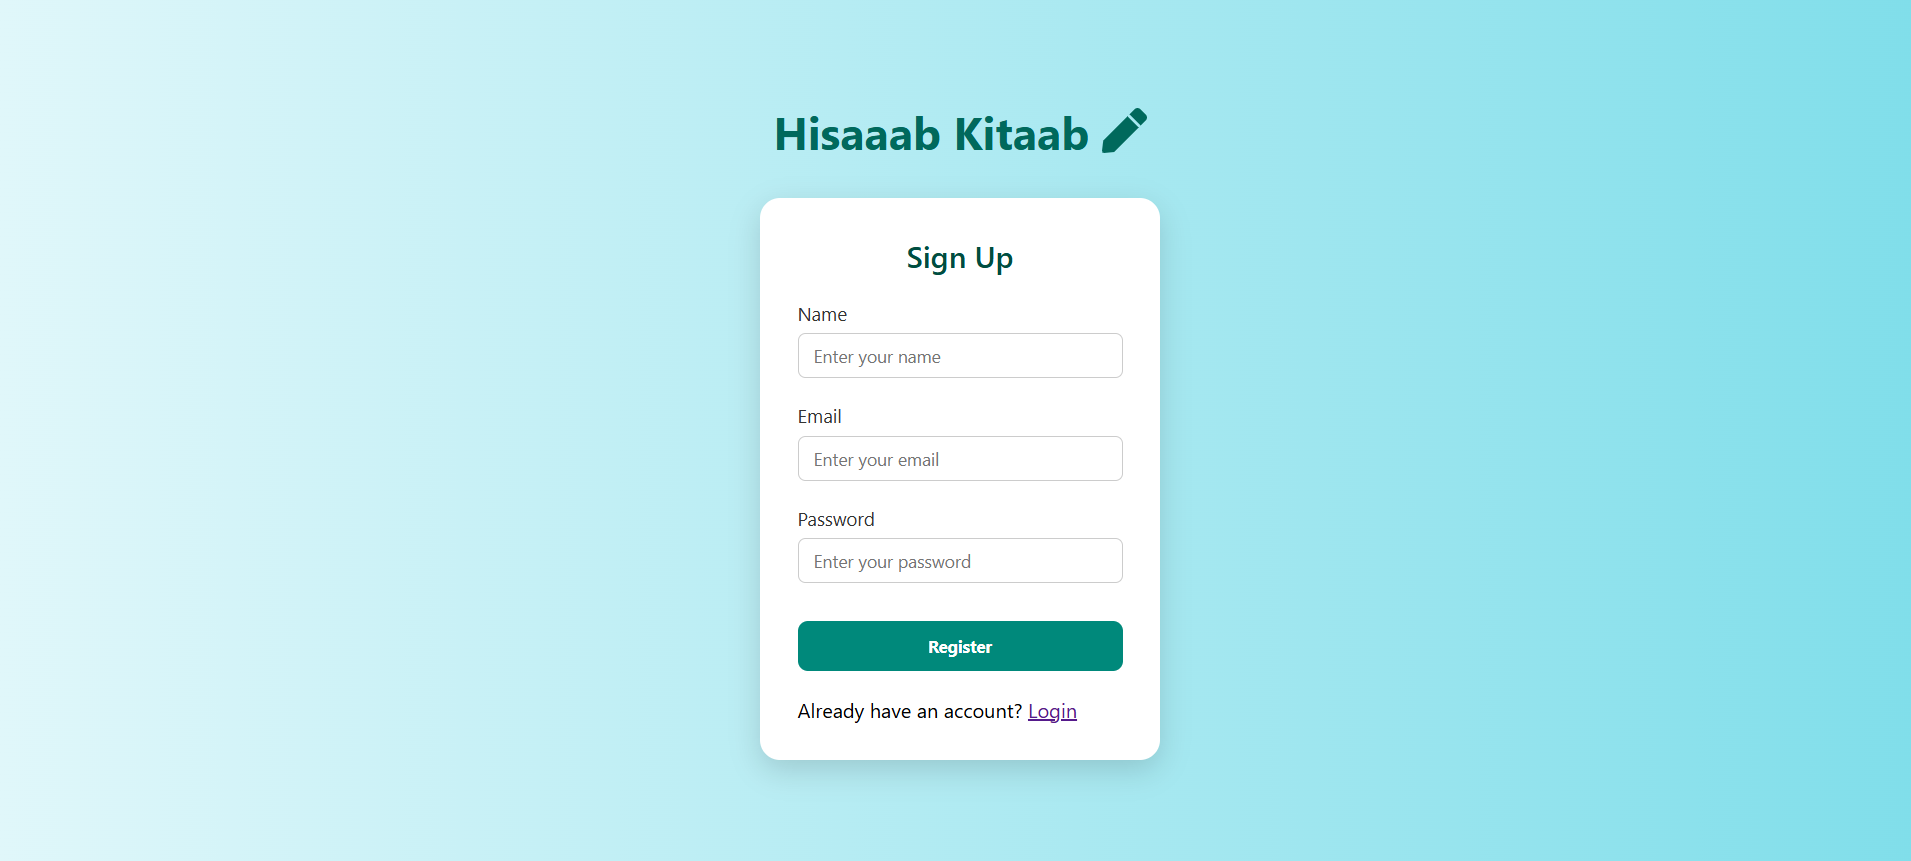 Hisaaab Kitaab
Sign Up
Name
Enter your name
Email
Enter your email
Password
Enter your password
Register
Already have an account? Login